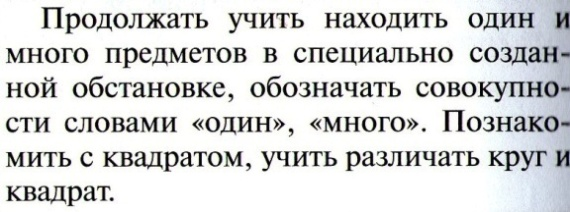 Продолжать учить находить один и
много предметов в специально создан-
ной обстановке, обозначать совокупно-
сти словами «один», «много». Познако-
мить с квадратом, учить различать круг и
квадрат.